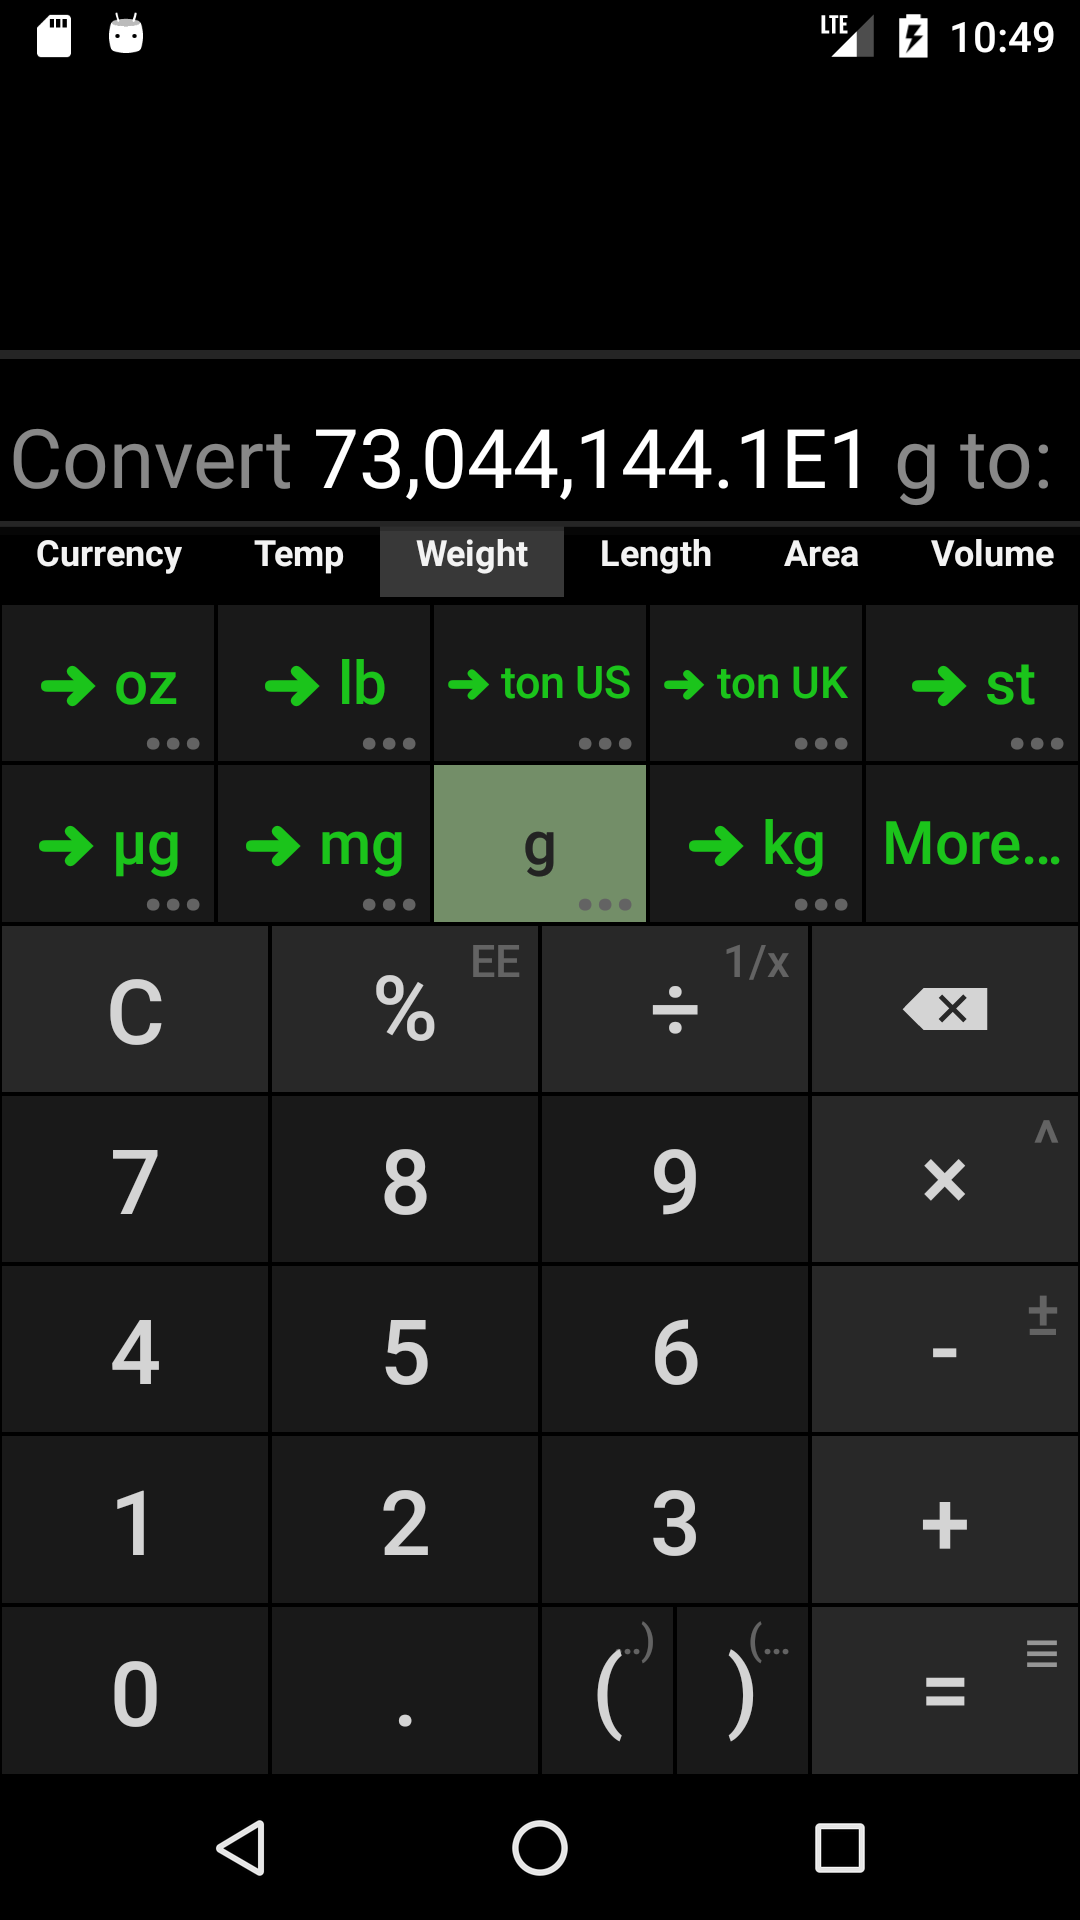 LTE 10:49
Convert 73,044,144.1E1 g to:
Currency Temp Weight Length Area Volume
→ oz → lb → ton US → ton UK → st
→ µg → mg g → kg More...
C % EE ÷ 1/x
7 8 9 × ^
4 5 6 - ±
1 2 3 +
0 . ( ..) ) (... =